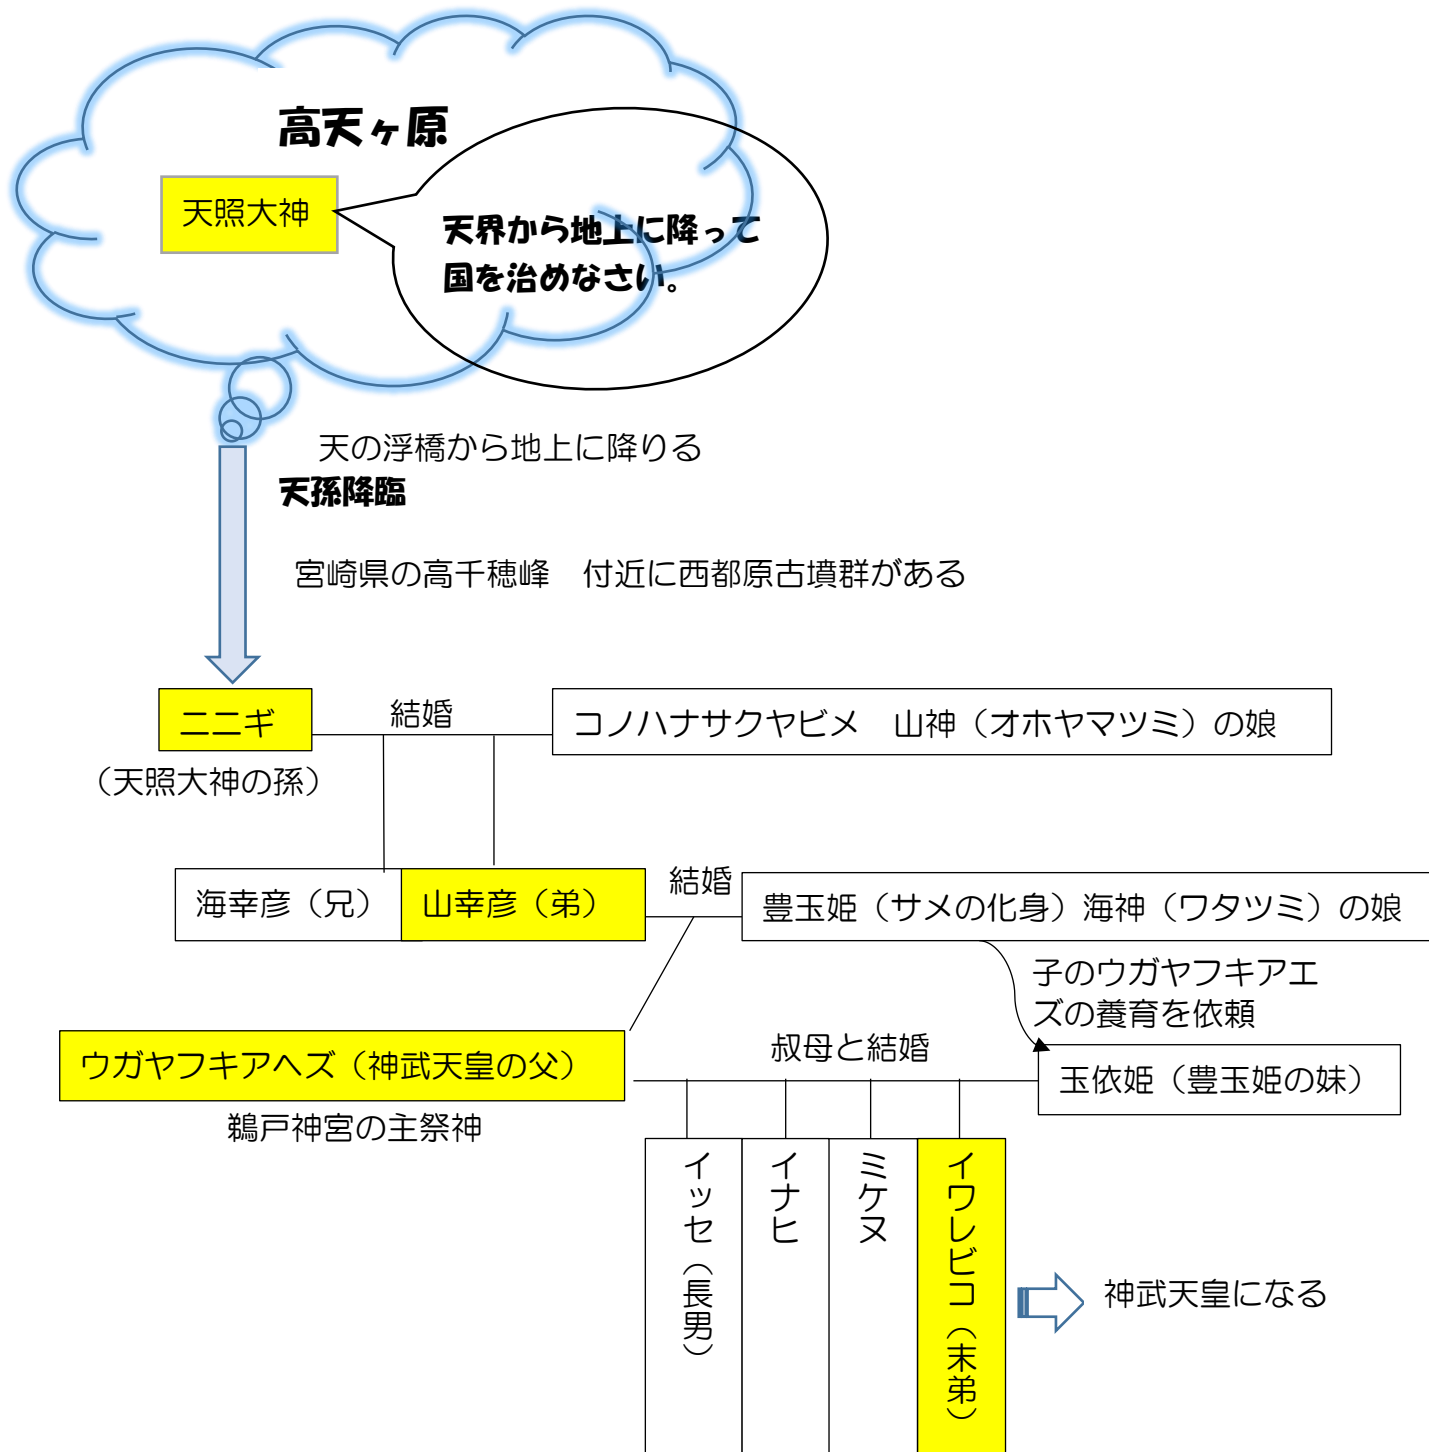 高天ヶ原
天照大神
天界から地上に降って
国を治めなさい。
天の浮橋から地上に降りる
天孫降臨
宮崎県の高千穂峰　付近に西都原古墳群がある
ニニギ
結婚
コノハナサクヤビメ　山神（オホヤマツミ）の娘
（天照大神の孫）
海幸彦（兄）
山幸彦（弟）
結婚
豊玉姫（サメの化身）海神（ワタツミ）の娘
子のウガヤフキアエ
ズの養育を依頼
ウガヤフキアヘズ（神武天皇の父）
叔母と結婚
玉依姫（豊玉姫の妹）
鵜戸神宮の主祭神
イッセ（長男）
イナヒ
ミケヌ
イワレビコ（末弟）
神武天皇になる